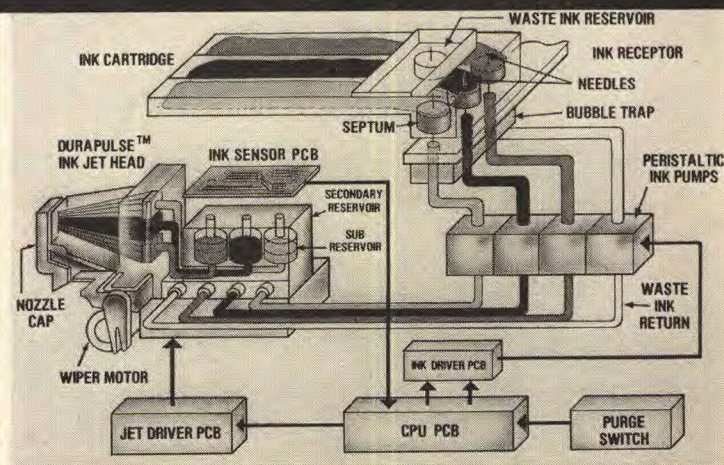 WASTE INK RESERVOIR
INK CARTRIDGE
INK RECEPTOR
NEEDLES
BUBBLE TRAP
SEPTUM
DURAPULSE™
INK JET HEAD
INK SENSOR PCB
PERISTALTIC
INK PUMPS
SECONDARY
RESERVOIR
SUB
RESERVOIR
NOZZLE
CAP
WASTE
INK
RETURN
WIPER MOTOR
INK DRIVER PCB
JET DRIVER PCB
CPU PCB
PURGE
SWITCH